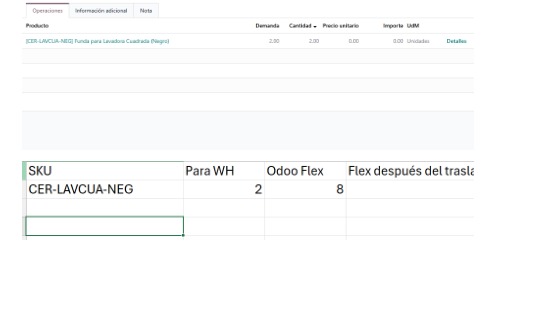 Operaciones Información adicional Nota
Producto Demanda Cantidad Precio unitario Importe UdM
[CER-LAVCUA-NEG] Funda para Lavadora Cuadrada (Negro) 2,00 2,00 0,00 0,00 Unidades Detalles
SKU Para WH Odoo Flex Flex después del trasla
CER-LAVCUA-NEG 2 8